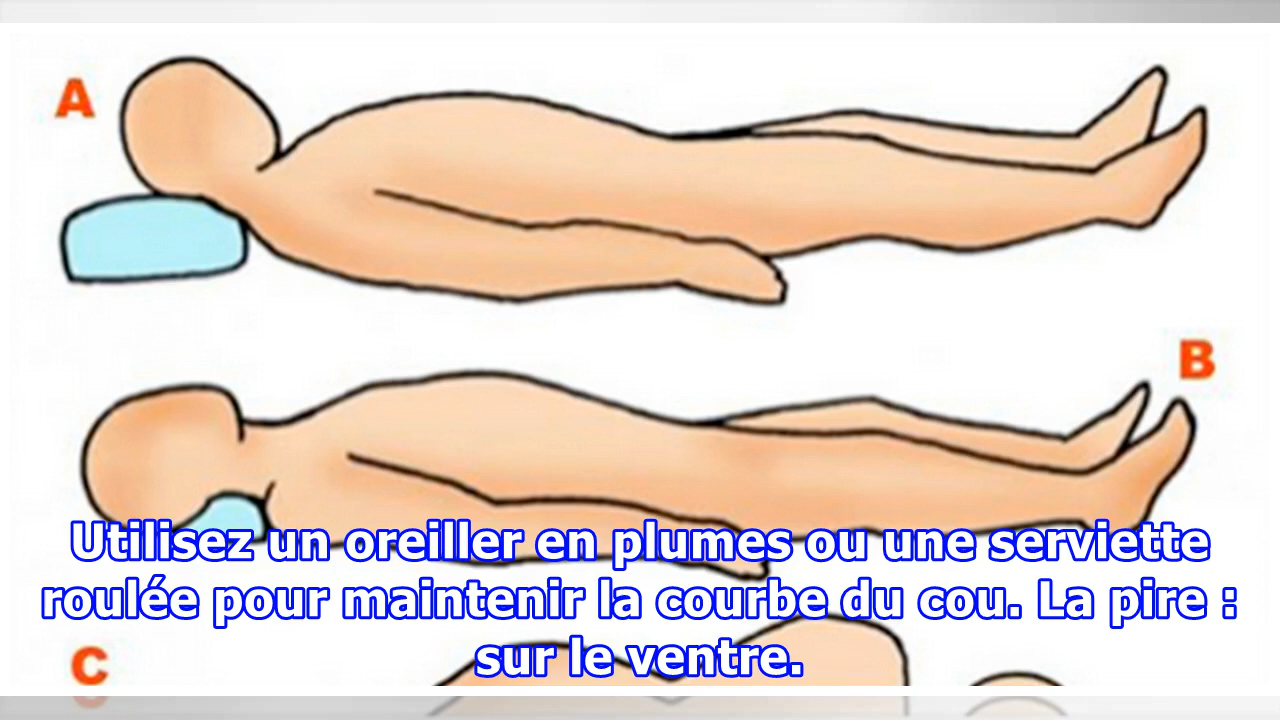 A
B
Utilisez un oreiller en plumes ou une serviette
roulée pour maintenir la courbe du cou. La pire :
sur le ventre.
C